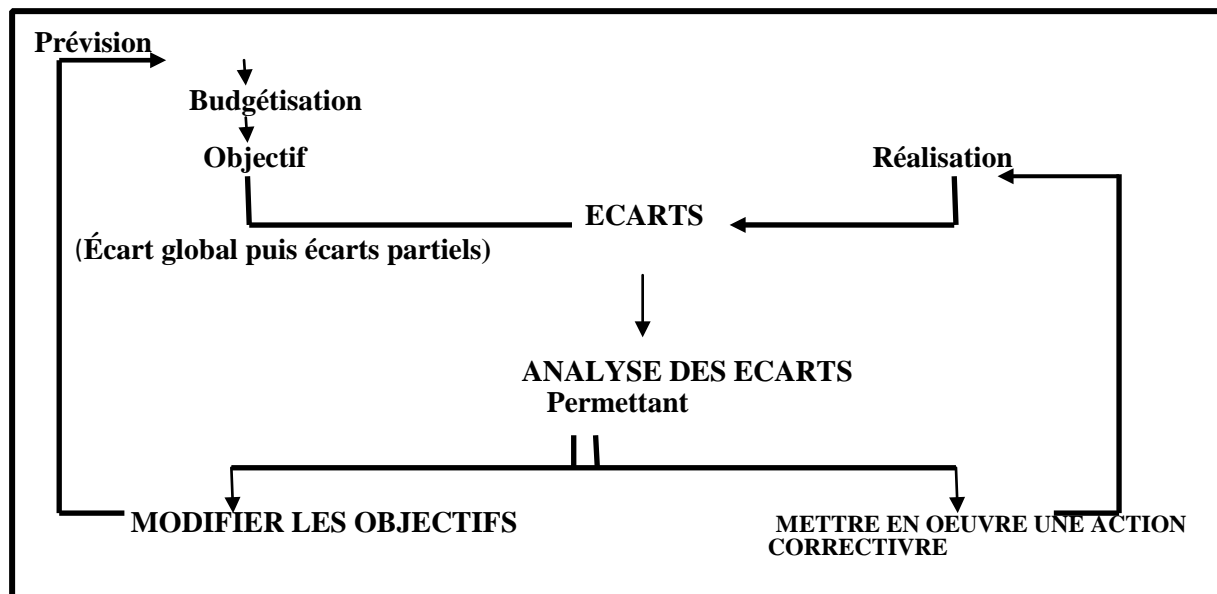 Prévision
Budgétisation
Objectif
Réalisation
ECARTS
(Écart global puis écarts partiels)
ANALYSE DES ECARTS
Permettant
MODIFIER LES OBJECTIFS
METTRE EN OEUVRE UNE ACTION
CORRECTIVRE